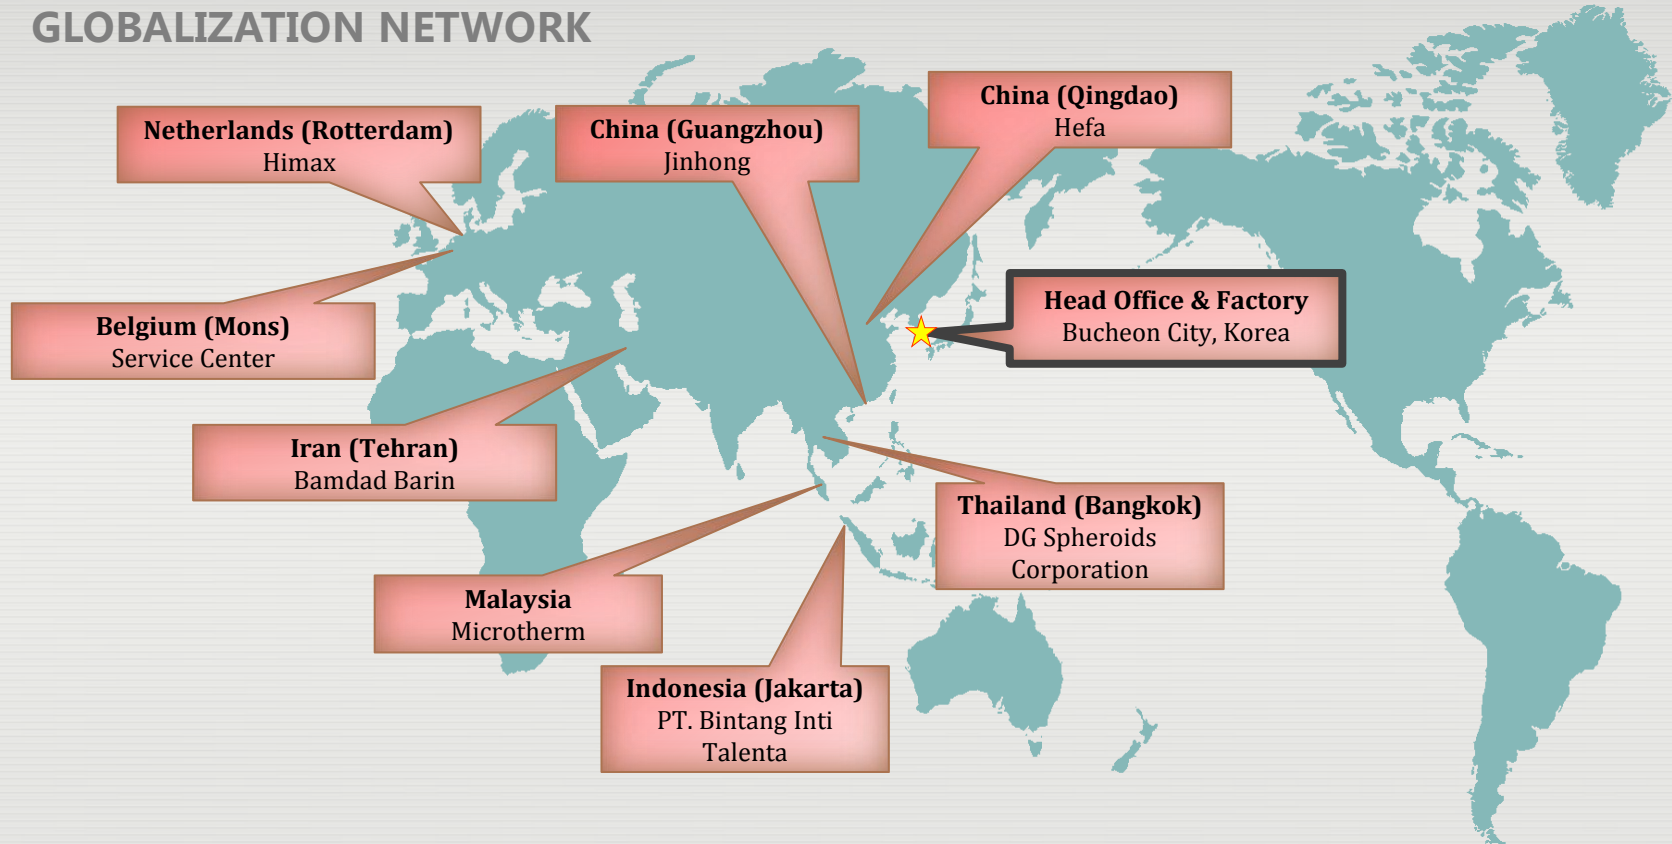 GLOBALIZATION NETWORK
China (Qingdao)
Hefa
Netherlands (Rotterdam)
Himax
China (Guangzhou)
Jinhong
Head Office & Factory
Bucheon City, Korea
Belgium (Mons)
Service Center
Iran (Tehran)
Bamdad Barin
Thailand (Bangkok)
DG Spheroids
Corporation
Malaysia
Microtherm
Indonesia (Jakarta)
PT. Bintang Inti
Talenta